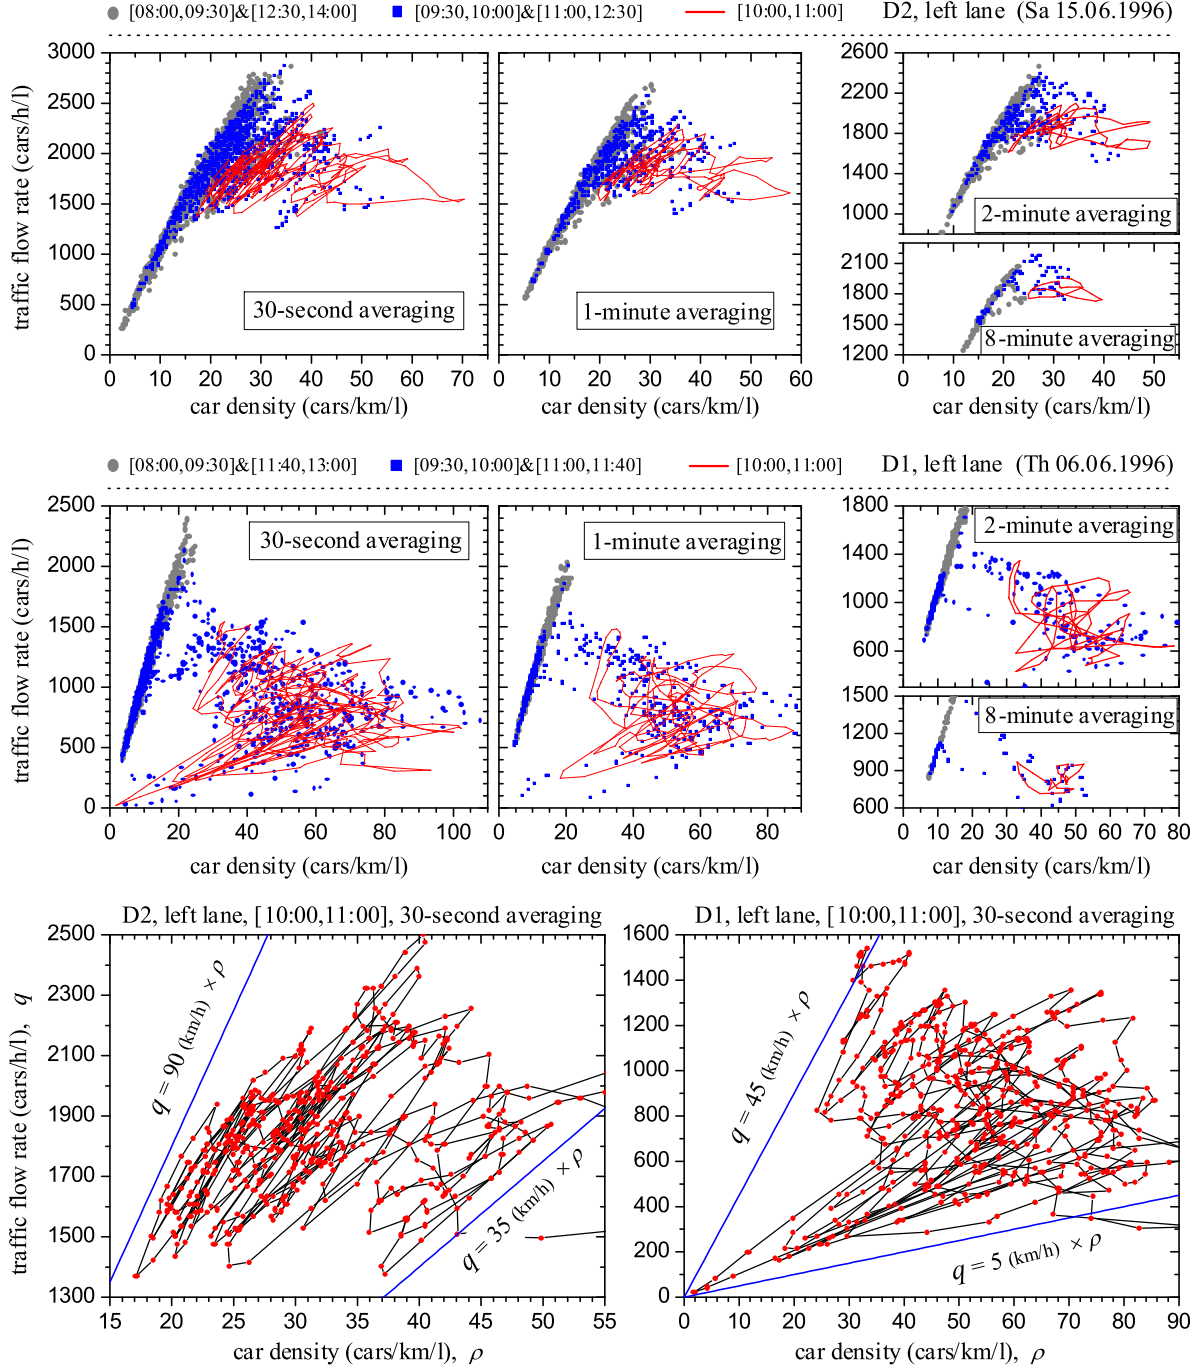 [08:00,09:30]&[12:30,14:00] [09:30,10:00]&[11:00,12:30] [10:00,11:00] D2, left lane (Sa 15.06.1996)
traffic flow rate (cars/h/l)
3000
2500
2000
1500
1000
500
0
30-second averaging
0 10 20 30 40 50 60 70
car density (cars/km/l)
1-minute averaging
0 10 20 30 40 50 60
car density (cars/km/l)
2600
2200
1800
1400
1000
2-minute averaging
2100
1800
1500
1200
8-minute averaging
0 10 20 30 40 50
car density (cars/km/l)
[08:00,09:30]&[11:40,13:00] [09:30,10:00]&[11:00,11:40] [10:00,11:00] D1, left lane (Th 06.06.1996)
traffic flow rate (cars/h/l)
2500
2000
1500
1000
500
0
30-second averaging
0 20 40 60 80 100
car density (cars/km/l)
1-minute averaging
0 20 40 60 80
car density (cars/km/l)
1800
1400
1000
600
2-minute averaging
1500
1200
900
600
8-minute averaging
0 10 20 30 40 50 60 70 80
car density (cars/km/l)
D2, left lane, [10:00,11:00], 30-second averaging
traffic flow rate (cars/h/l), q
2500
2300
2100
1900
1700
1500
1300
q = 90 (km/h) × ρ
q = 35 (km/h) × ρ
15 20 25 30 35 40 45 50 55
car density (cars/km/l), ρ
D1, left lane, [10:00,11:00], 30-second averaging
1600
1400
1200
1000
800
600
400
200
0
q = 45 (km/h) × ρ
q = 5 (km/h) × ρ
0 10 20 30 40 50 60 70 80 90
car density (cars/km/l), ρ